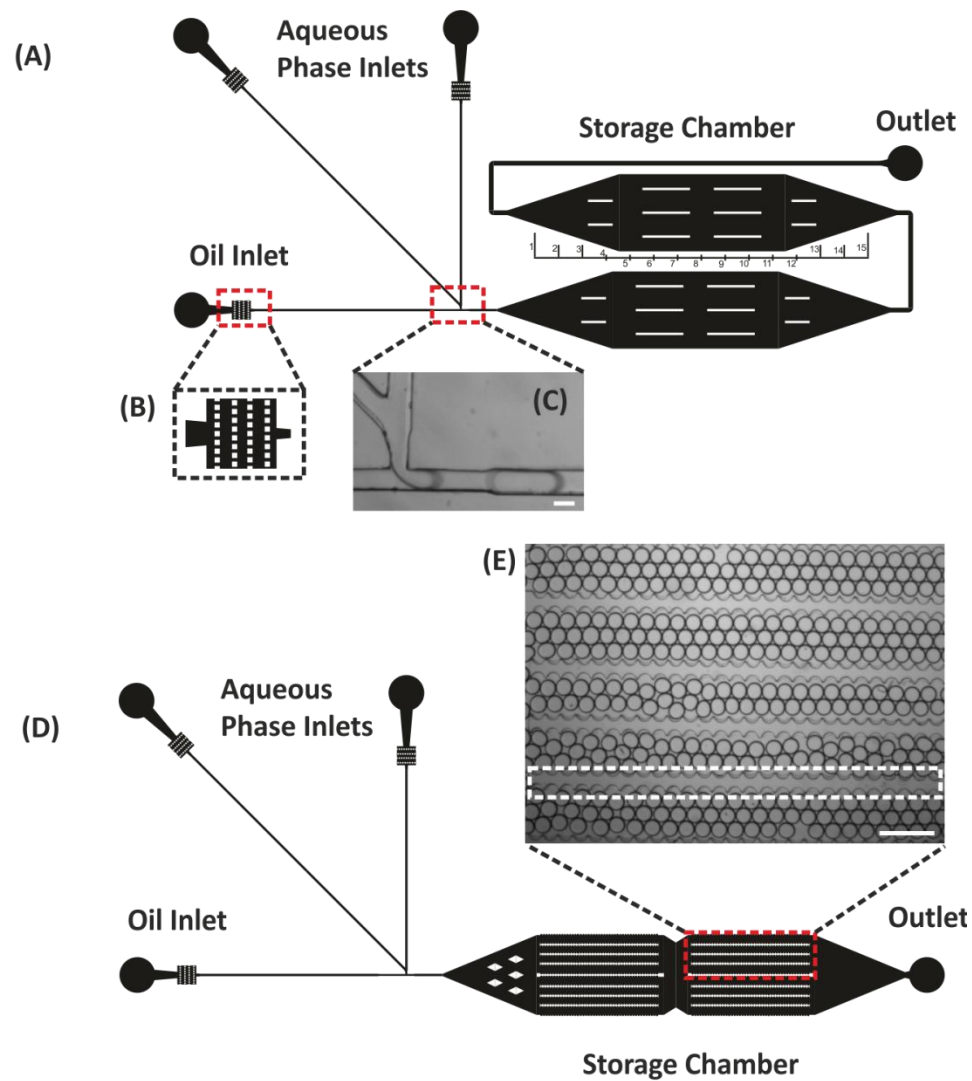 (A)
Aqueous
Phase Inlets
Storage Chamber
Outlet
Oil Inlet
1 2 3 4 5 6 7 8 9 10 11 12 13 14 15
(B)
(C)
(E)
(D)
Aqueous
Phase Inlets
Oil Inlet
Outlet
Storage Chamber